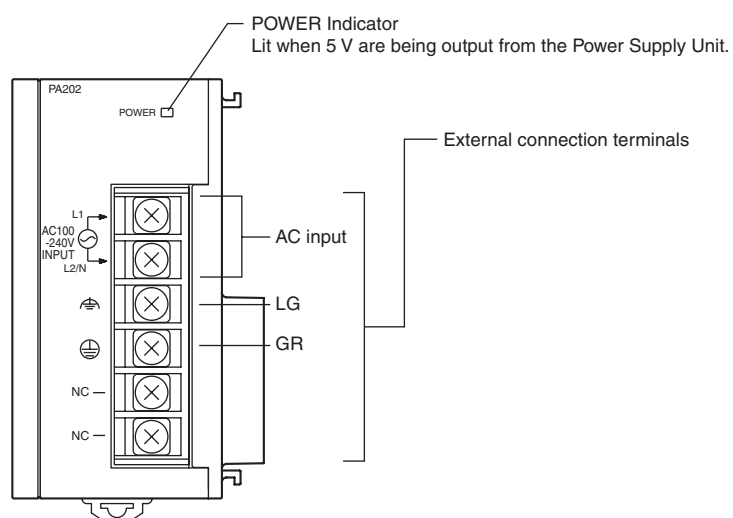 POWER Indicator
Lit when 5 V are being output from the Power Supply Unit.
PA202
POWER
External connection terminals
L1
AC100
-240V
INPUT
L2/N
AC input
LG
GR
NC
NC